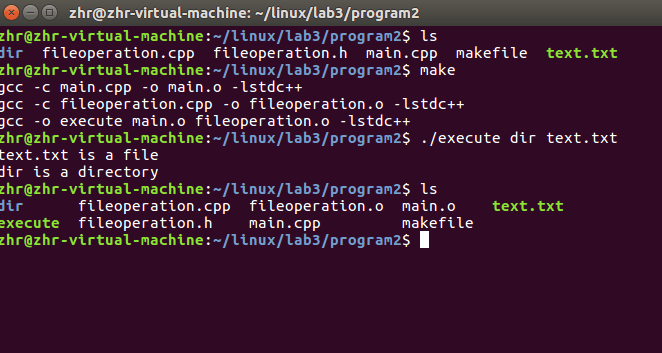 zhr@zhr-virtual-machine: ~/linux/lab3/program2
zhr@zhr-virtual-machine:~/linux/lab3/program2$ ls
dir  fileoperation.cpp  fileoperation.h  main.cpp  makefile  text.txt
zhr@zhr-virtual-machine:~/linux/lab3/program2$ make
gcc -c main.cpp -o main.o -lstdc++
gcc -c fileoperation.cpp -o fileoperation.o -lstdc++
gcc -o execute main.o fileoperation.o -lstdc++
zhr@zhr-virtual-machine:~/linux/lab3/program2$ ./execute dir text.txt
text.txt is a file
dir is a directory
zhr@zhr-virtual-machine:~/linux/lab3/program2$ ls
dir      fileoperation.cpp  fileoperation.o  main.o    text.txt
execute  fileoperation.h    main.cpp         makefile
zhr@zhr-virtual-machine:~/linux/lab3/program2$